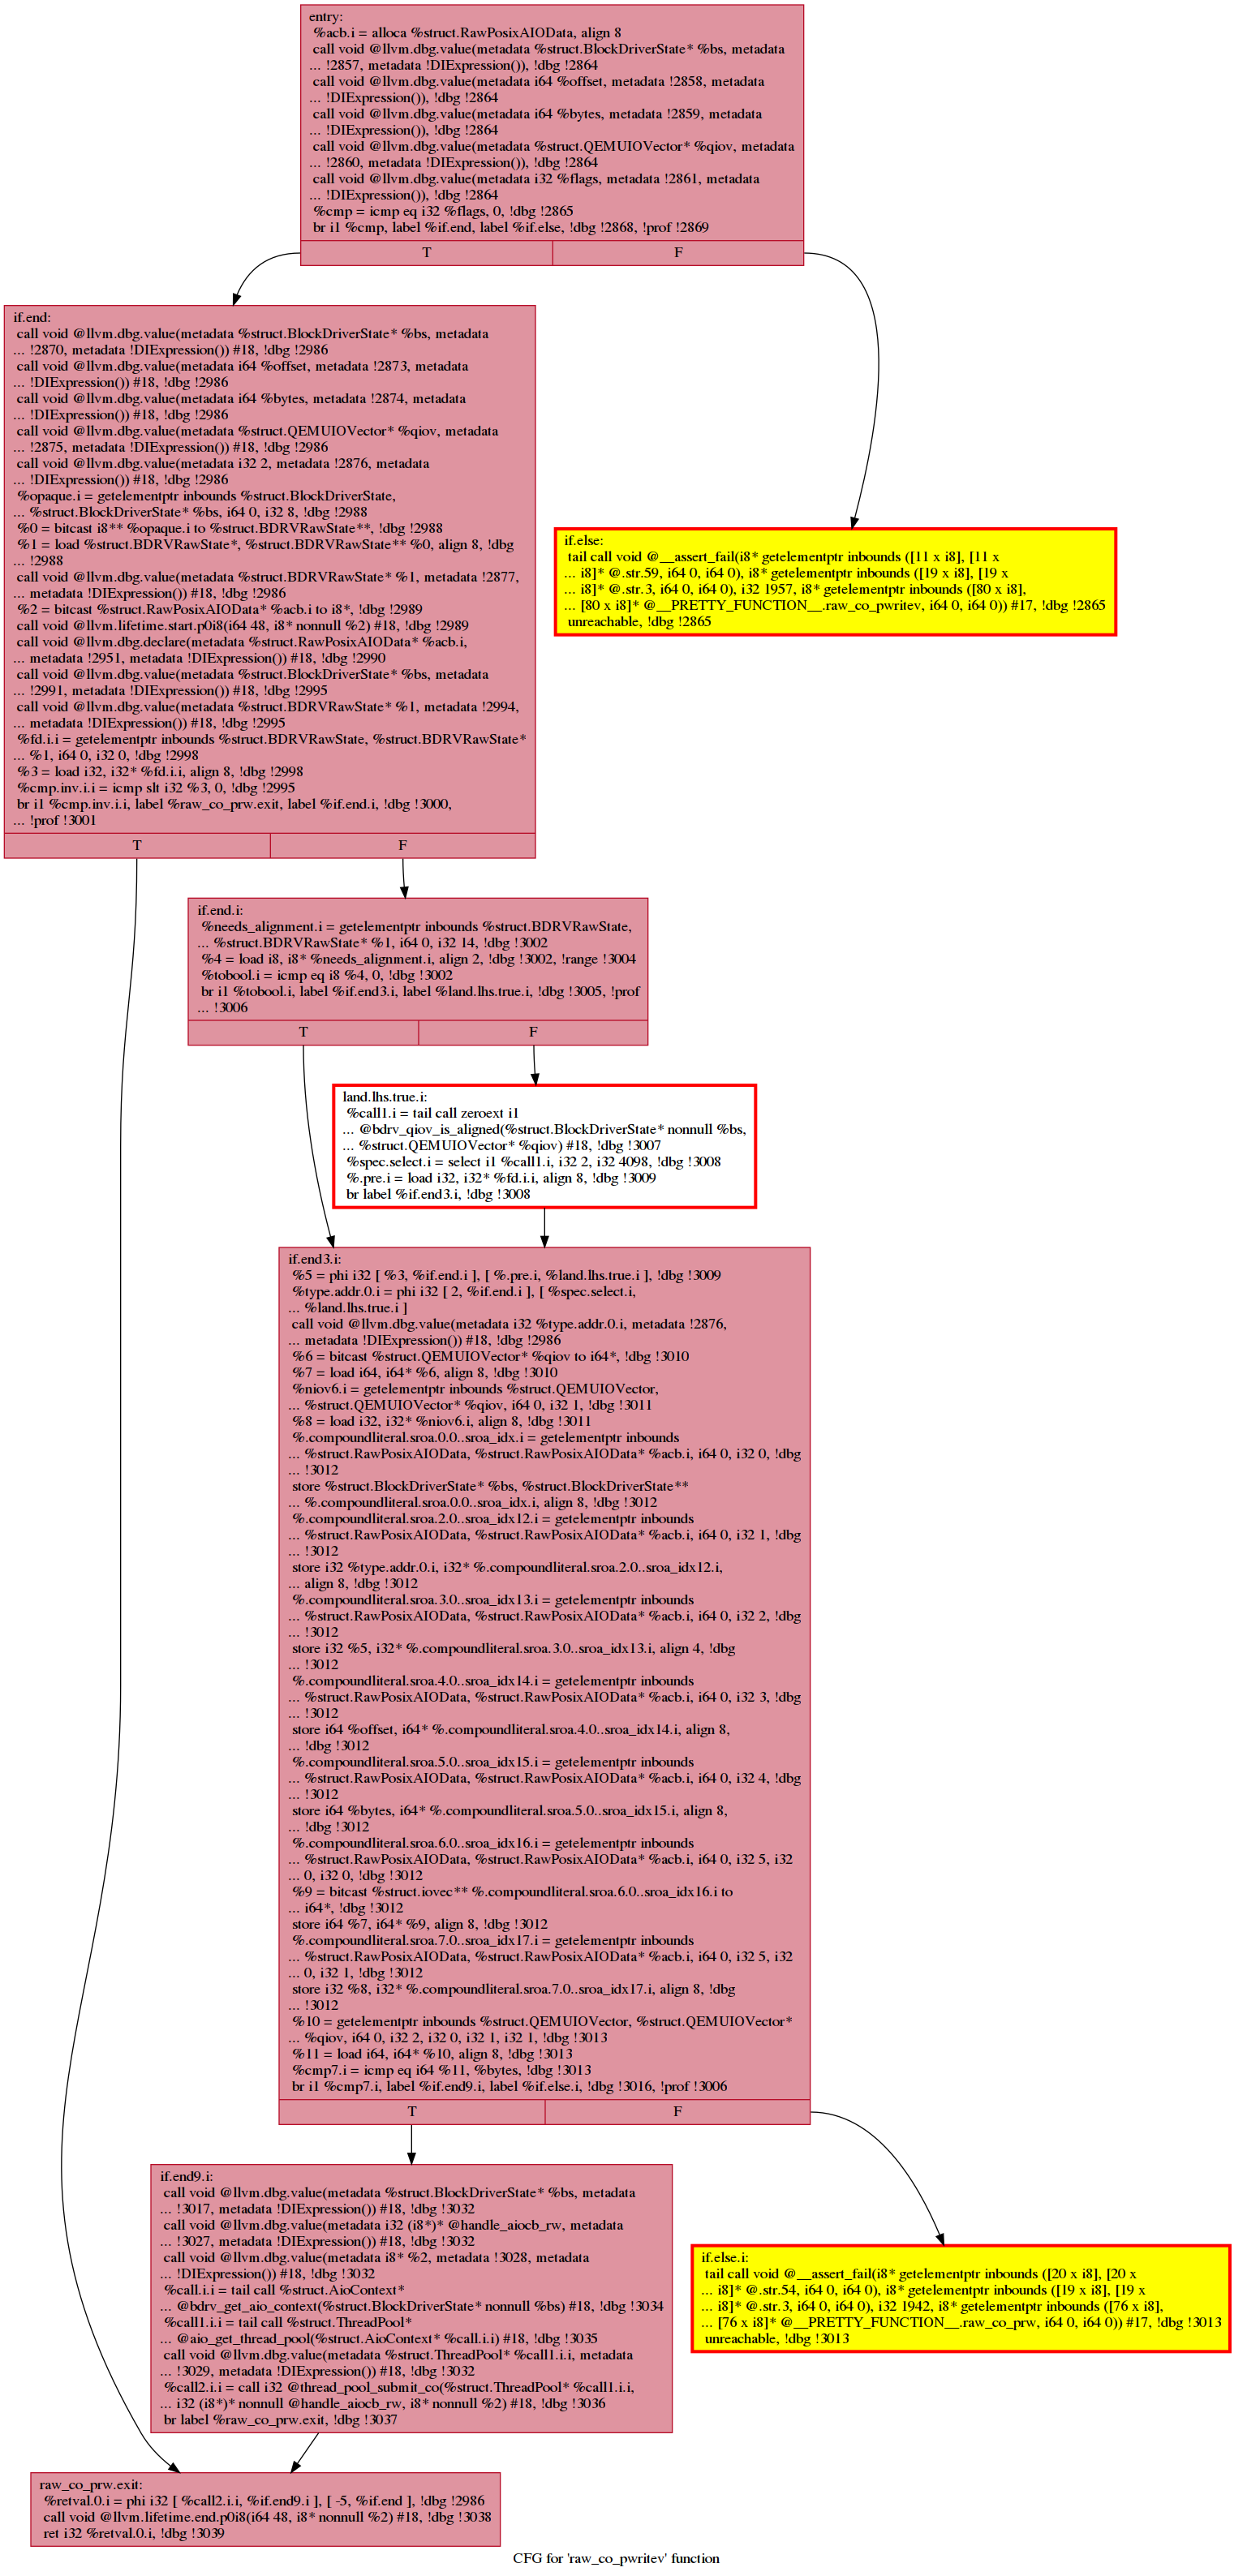 entry:
%acb.i = alloca %struct.RawPosixAIOData, align 8
call void @llvm.dbg.value(metadata %struct.BlockDriverState* %bs, metadata
... !2857, metadata !DIExpression()), !dbg !2864
call void @llvm.dbg.value(metadata i64 %offset, metadata !2858, metadata
... !DIExpression()), !dbg !2864
call void @llvm.dbg.value(metadata i64 %bytes, metadata !2859, metadata
... !DIExpression()), !dbg !2864
call void @llvm.dbg.value(metadata %struct.QEMUIOVector* %qiov, metadata
... !2860, metadata !DIExpression()), !dbg !2864
call void @llvm.dbg.value(metadata i32 %flags, metadata !2861, metadata
... !DIExpression()), !dbg !2864
%cmp = icmp eq i32 %flags, 0, !dbg !2865
br i1 %cmp, label %if.end, label %if.else, !dbg !2868, !prof !2869
T F
if.end:
call void @llvm.dbg.value(metadata %struct.BlockDriverState* %bs, metadata
... !2870, metadata !DIExpression()) #18, !dbg !2986
call void @llvm.dbg.value(metadata i64 %offset, metadata !2873, metadata
... !DIExpression()) #18, !dbg !2986
call void @llvm.dbg.value(metadata i64 %bytes, metadata !2874, metadata
... !DIExpression()) #18, !dbg !2986
call void @llvm.dbg.value(metadata %struct.QEMUIOVector* %qiov, metadata
... !2875, metadata !DIExpression()) #18, !dbg !2986
call void @llvm.dbg.value(metadata i32 2, metadata !2876, metadata
... !DIExpression()) #18, !dbg !2986
%opaque.i = getelementptr inbounds %struct.BlockDriverState,
... %struct.BlockDriverState* %bs, i64 0, i32 8, !dbg !2988
%0 = bitcast i8** %opaque.i to %struct.BDRVRawState**, !dbg !2988
%1 = load %struct.BDRVRawState*, %struct.BDRVRawState** %0, align 8, !dbg
... !2988
call void @llvm.dbg.value(metadata %struct.BDRVRawState* %1, metadata !2877,
... metadata !DIExpression()) #18, !dbg !2986
%2 = bitcast %struct.RawPosixAIOData* %acb.i to i8*, !dbg !2989
call void @llvm.lifetime.start.p0i8(i64 48, i8* nonnull %2) #18, !dbg !2989
call void @llvm.dbg.declare(metadata %struct.RawPosixAIOData* %acb.i,
... metadata !2951, metadata !DIExpression()) #18, !dbg !2990
call void @llvm.dbg.value(metadata %struct.BlockDriverState* %bs, metadata
... !2991, metadata !DIExpression()) #18, !dbg !2995
call void @llvm.dbg.value(metadata %struct.BDRVRawState* %1, metadata !2994,
... metadata !DIExpression()) #18, !dbg !2995
%fd.i.i = getelementptr inbounds %struct.BDRVRawState, %struct.BDRVRawState*
... %1, i64 0, i32 0, !dbg !2998
%3 = load i32, i32* %fd.i.i, align 8, !dbg !2998
%cmp.inv.i.i = icmp slt i32 %3, 0, !dbg !2995
br i1 %cmp.inv.i.i, label %raw_co_prw.exit, label %if.end.i, !dbg !3000,
... !prof !3001
T F
if.else:
tail call void @__assert_fail(i8* getelementptr inbounds ([11 x i8], [11 x
... i8]* @.str.59, i64 0, i64 0), i8* getelementptr inbounds ([19 x i8], [19 x
... i8]* @.str.3, i64 0, i64 0), i32 1957, i8* getelementptr inbounds ([80 x i8],
... [80 x i8]* @__PRETTY_FUNCTION__.raw_co_pwritev, i64 0, i64 0)) #17, !dbg !2865
unreachable, !dbg !2865
if.end.i:
%needs_alignment.i = getelementptr inbounds %struct.BDRVRawState,
... %struct.BDRVRawState* %1, i64 0, i32 14, !dbg !3002
%4 = load i8, i8* %needs_alignment.i, align 2, !dbg !3002, !range !3004
%tobool.i = icmp eq i8 %4, 0, !dbg !3002
br i1 %tobool.i, label %if.end3.i, label %land.lhs.true.i, !dbg !3005, !prof
... !3006
T F
land.lhs.true.i:
%call1.i = tail call zeroext i1
... @bdrv_qiov_is_aligned(%struct.BlockDriverState* nonnull %bs,
... %struct.QEMUIOVector* %qiov) #18, !dbg !3007
%spec.select.i = select i1 %call1.i, i32 2, i32 4098, !dbg !3008
%.pre.i = load i32, i32* %fd.i.i, align 8, !dbg !3009
br label %if.end3.i, !dbg !3008
if.end3.i:
%5 = phi i32 [ %3, %if.end.i ], [ %.pre.i, %land.lhs.true.i ], !dbg !3009
%type.addr.0.i = phi i32 [ 2, %if.end.i ], [ %spec.select.i,
... %land.lhs.true.i ]
call void @llvm.dbg.value(metadata i32 %type.addr.0.i, metadata !2876,
... metadata !DIExpression()) #18, !dbg !2986
%6 = bitcast %struct.QEMUIOVector* %qiov to i64*, !dbg !3010
%7 = load i64, i64* %6, align 8, !dbg !3010
%niov6.i = getelementptr inbounds %struct.QEMUIOVector,
... %struct.QEMUIOVector* %qiov, i64 0, i32 1, !dbg !3011
%8 = load i32, i32* %niov6.i, align 8, !dbg !3011
%.compoundliteral.sroa.0.0..sroa_idx.i = getelementptr inbounds
... %struct.RawPosixAIOData, %struct.RawPosixAIOData* %acb.i, i64 0, i32 0, !dbg
... !3012
store %struct.BlockDriverState* %bs, %struct.BlockDriverState**
... %.compoundliteral.sroa.0.0..sroa_idx.i, align 8, !dbg !3012
%.compoundliteral.sroa.2.0..sroa_idx12.i = getelementptr inbounds
... %struct.RawPosixAIOData, %struct.RawPosixAIOData* %acb.i, i64 0, i32 1, !dbg
... !3012
store i32 %type.addr.0.i, i32* %.compoundliteral.sroa.2.0..sroa_idx12.i,
... align 8, !dbg !3012
%.compoundliteral.sroa.3.0..sroa_idx13.i = getelementptr inbounds
... %struct.RawPosixAIOData, %struct.RawPosixAIOData* %acb.i, i64 0, i32 2, !dbg
... !3012
store i32 %5, i32* %.compoundliteral.sroa.3.0..sroa_idx13.i, align 4, !dbg
... !3012
%.compoundliteral.sroa.4.0..sroa_idx14.i = getelementptr inbounds
... %struct.RawPosixAIOData, %struct.RawPosixAIOData* %acb.i, i64 0, i32 3, !dbg
... !3012
store i64 %offset, i64* %.compoundliteral.sroa.4.0..sroa_idx14.i, align 8,
... !dbg !3012
%.compoundliteral.sroa.5.0..sroa_idx15.i = getelementptr inbounds
... %struct.RawPosixAIOData, %struct.RawPosixAIOData* %acb.i, i64 0, i32 4, !dbg
... !3012
store i64 %bytes, i64* %.compoundliteral.sroa.5.0..sroa_idx15.i, align 8,
... !dbg !3012
%.compoundliteral.sroa.6.0..sroa_idx16.i = getelementptr inbounds
... %struct.RawPosixAIOData, %struct.RawPosixAIOData* %acb.i, i64 0, i32 5, i32
... 0, i32 0, !dbg !3012
%9 = bitcast %struct.iovec** %.compoundliteral.sroa.6.0..sroa_idx16.i to
... i64*, !dbg !3012
store i64 %7, i64* %9, align 8, !dbg !3012
%.compoundliteral.sroa.7.0..sroa_idx17.i = getelementptr inbounds
... %struct.RawPosixAIOData, %struct.RawPosixAIOData* %acb.i, i64 0, i32 5, i32
... 0, i32 1, !dbg !3012
store i32 %8, i32* %.compoundliteral.sroa.7.0..sroa_idx17.i, align 8, !dbg
... !3012
%10 = getelementptr inbounds %struct.QEMUIOVector, %struct.QEMUIOVector*
... %qiov, i64 0, i32 2, i32 0, i32 1, i32 1, !dbg !3013
%11 = load i64, i64* %10, align 8, !dbg !3013
%cmp7.i = icmp eq i64 %11, %bytes, !dbg !3013
br i1 %cmp7.i, label %if.end9.i, label %if.else.i, !dbg !3016, !prof !3006
T F
if.end9.i:
call void @llvm.dbg.value(metadata %struct.BlockDriverState* %bs, metadata
... !3017, metadata !DIExpression()) #18, !dbg !3032
call void @llvm.dbg.value(metadata i32 (i8*)* @handle_aiocb_rw, metadata
... !3027, metadata !DIExpression()) #18, !dbg !3032
call void @llvm.dbg.value(metadata i8* %2, metadata !3028, metadata
... !DIExpression()) #18, !dbg !3032
%call.i.i = tail call %struct.AioContext*
... @bdrv_get_aio_context(%struct.BlockDriverState* nonnull %bs) #18, !dbg !3034
%call1.i.i = tail call %struct.ThreadPool*
... @aio_get_thread_pool(%struct.AioContext* %call.i.i) #18, !dbg !3035
call void @llvm.dbg.value(metadata %struct.ThreadPool* %call1.i.i, metadata
... !3029, metadata !DIExpression()) #18, !dbg !3032
%call2.i.i = call i32 @thread_pool_submit_co(%struct.ThreadPool* %call1.i.i,
... i32 (i8*)* nonnull @handle_aiocb_rw, i8* nonnull %2) #18, !dbg !3036
br label %raw_co_prw.exit, !dbg !3037
if.else.i:
tail call void @__assert_fail(i8* getelementptr inbounds ([20 x i8], [20 x
... i8]* @.str.54, i64 0, i64 0), i8* getelementptr inbounds ([19 x i8], [19 x
... i8]* @.str.3, i64 0, i64 0), i32 1942, i8* getelementptr inbounds ([76 x i8],
... [76 x i8]* @__PRETTY_FUNCTION__.raw_co_prw, i64 0, i64 0)) #17, !dbg !3013
unreachable, !dbg !3013
raw_co_prw.exit:
%retval.0.i = phi i32 [ %call2.i.i, %if.end9.i ], [ -5, %if.end ], !dbg !2986
call void @llvm.lifetime.end.p0i8(i64 48, i8* nonnull %2) #18, !dbg !3038
ret i32 %retval.0.i, !dbg !3039
CFG for 'raw_co_pwritev' function